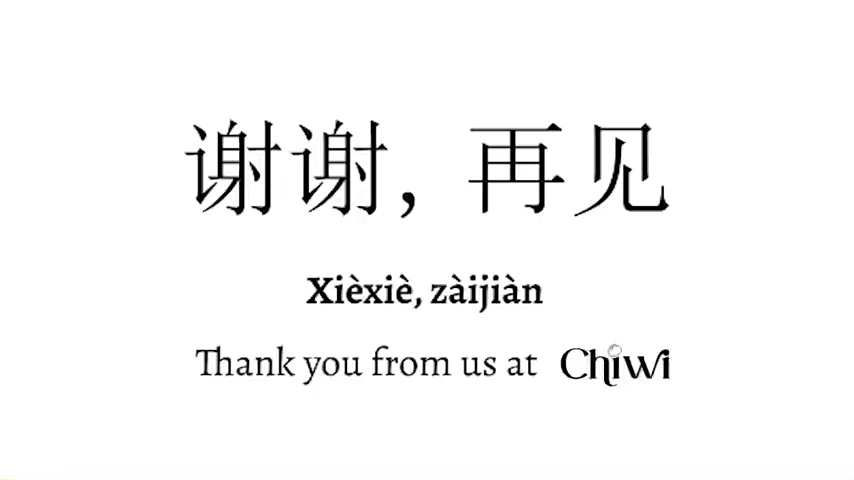 谢谢, 再见
Xièxiè, zàijiàn
Thank you from us at Chiwi